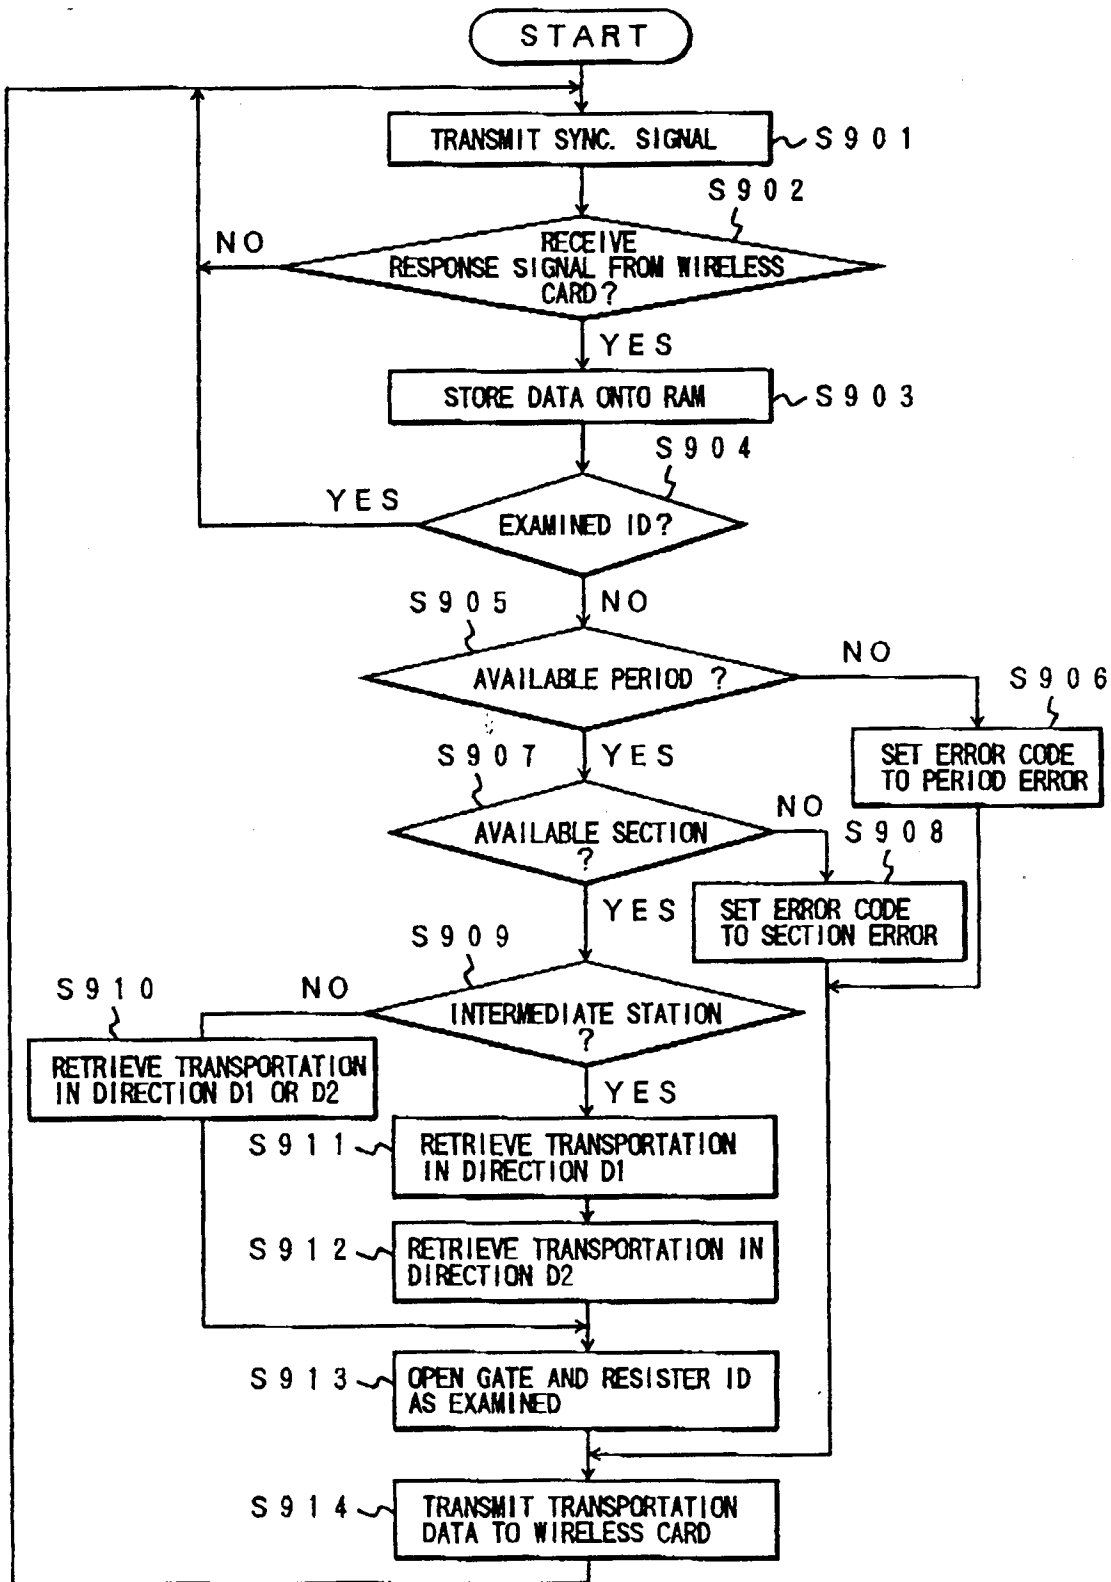 START
TRANSMIT SYNC. SIGNAL
S901
S902
NO
RECEIVE
RESPONSE SIGNAL FROM WIRELESS
CARD?
YES
STORE DATA ONTO RAM
S903
S904
YES
EXAMINED ID?
S905
NO
AVAILABLE PERIOD ?
NO
S906
SET ERROR CODE
TO PERIOD ERROR
S907
YES
AVAILABLE SECTION
?
NO
S908
SET ERROR CODE
TO SECTION ERROR
YES
S909
INTERMEDIATE STATION
?
NO
S910
RETRIEVE TRANSPORTATION
IN DIRECTION D1 OR D2
YES
S911
RETRIEVE TRANSPORTATION
IN DIRECTION D1
S912
RETRIEVE TRANSPORTATION IN
DIRECTION D2
S913
OPEN GATE AND RESISTER ID
AS EXAMINED
S914
TRANSMIT TRANSPORTATION
DATA TO WIRELESS CARD